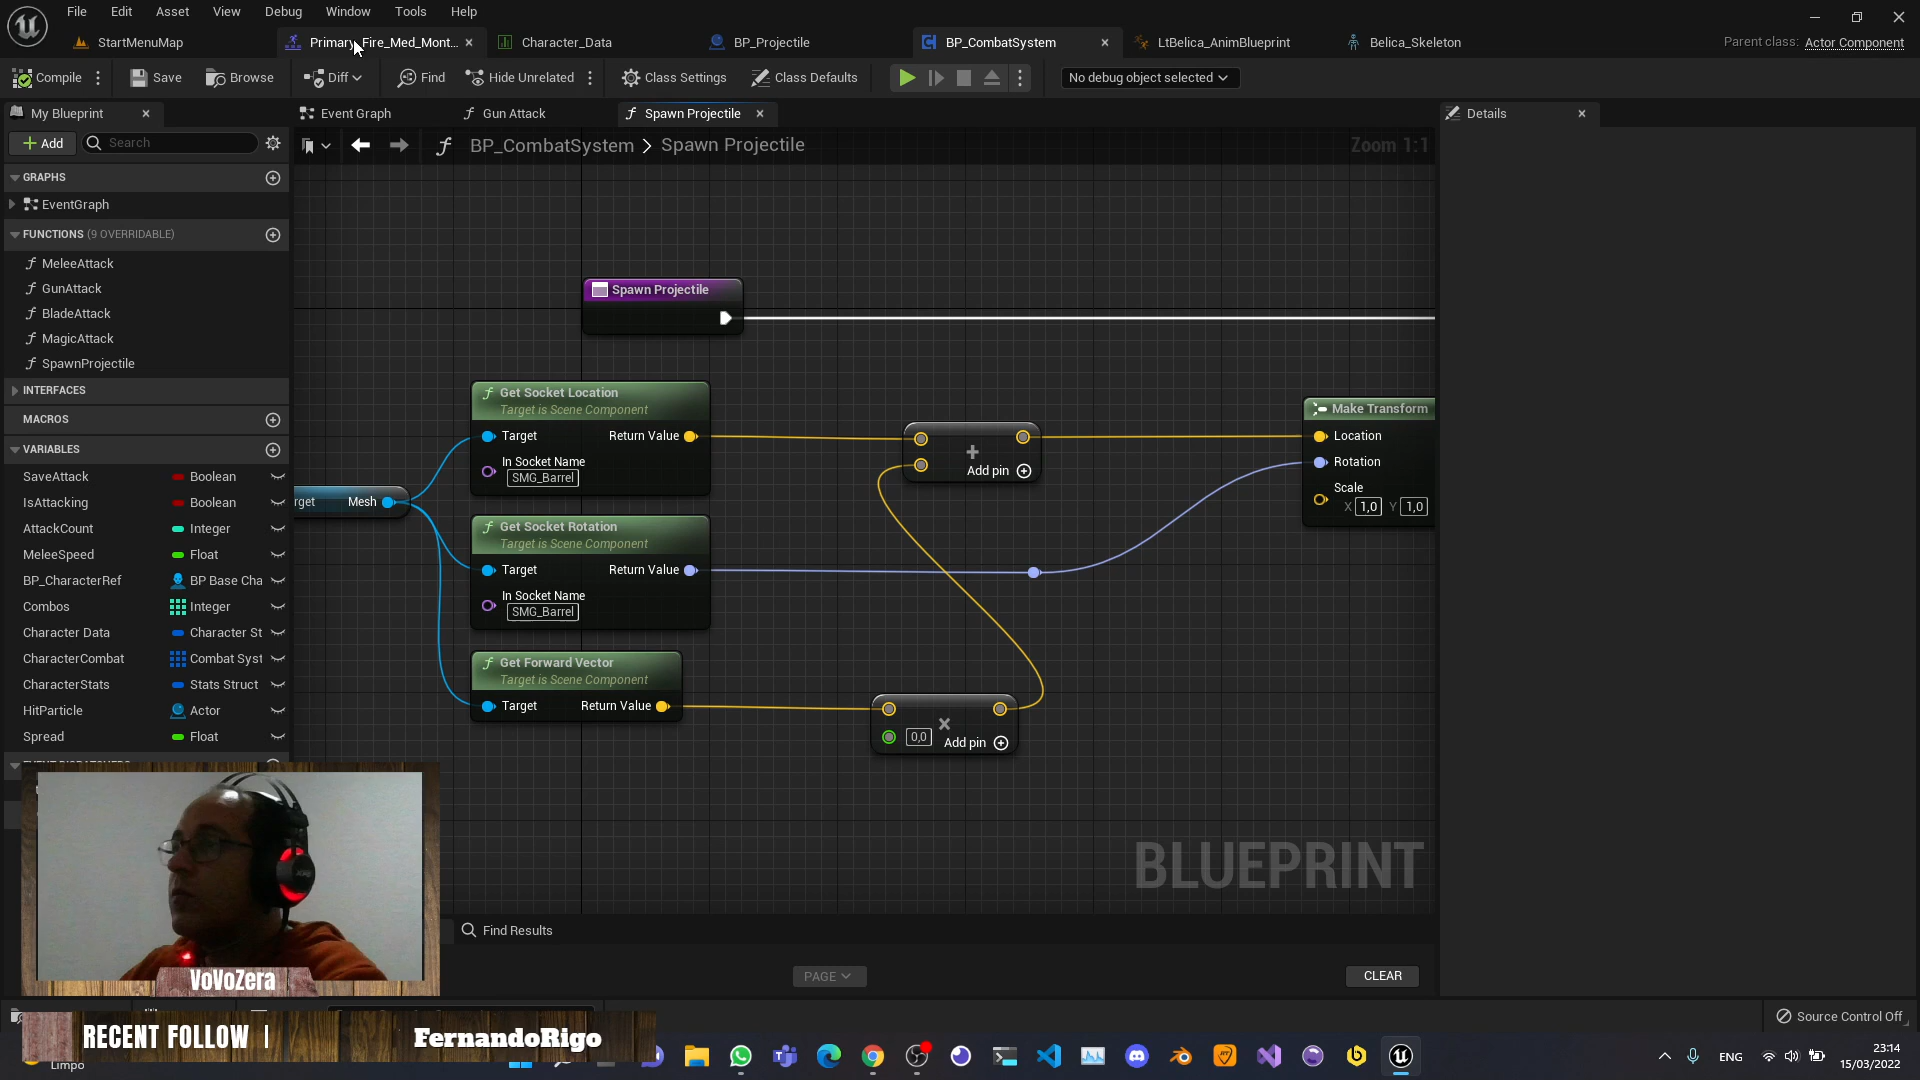 File Edit Asset View Debug Window Tools Help
StartMenuMap Primary_Fire_Med_Mont... Character_Data BP_Projectile BP_CombatSystem LtBelica_AnimBlueprint Belica_Skeleton Parent class: Actor Component
Compile Save Browse Diff Find Hide Unrelated Class Settings Class Defaults No debug object selected
My Blueprint Event Graph Gun Attack Spawn Projectile Details
Add Search BP_CombatSystem > Spawn Projectile Zoom 1:1
GRAPHS
EventGraph
FUNCTIONS (9 OVERRIDABLE)
MeleeAttack
GunAttack
BladeAttack
MagicAttack
SpawnProjectile
INTERFACES
MACROS
VARIABLES
SaveAttack Boolean
IsAttacking Boolean
AttackCount Integer
MeleeSpeed Float
BP_CharacterRef BP Base Cha
Combos Integer
Character Data Character St
CharacterCombat Combat Syst
CharacterStats Stats Struct
HitParticle Actor
Spread Float
Spawn Projectile
Get Socket Location
Target is Scene Component
Target Return Value
In Socket Name
SMG_Barrel
rget Mesh
Get Socket Rotation
Target is Scene Component
Target Return Value
In Socket Name
SMG_Barrel
Get Forward Vector
Target is Scene Component
Target Return Value
+
Add pin
x
0,0 Add pin
Make Transform
Location
Rotation
Scale
X 1,0 Y 1,0
BLUEPRINT
Find Results
PAGE CLEAR
VoVoZera
RECENT FOLLOW | FernandoRigo
Source Control Off
Limpo
ENG
23:14
15/03/2022